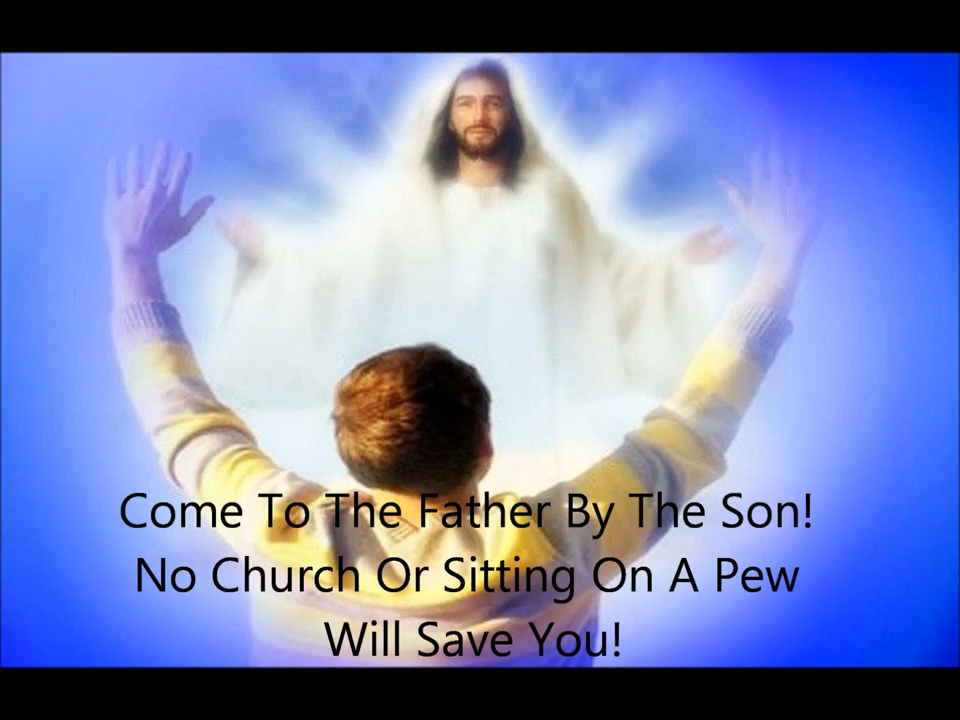 Come To The Father By The Son!
No Church Or Sitting On A Pew
Will Save You!